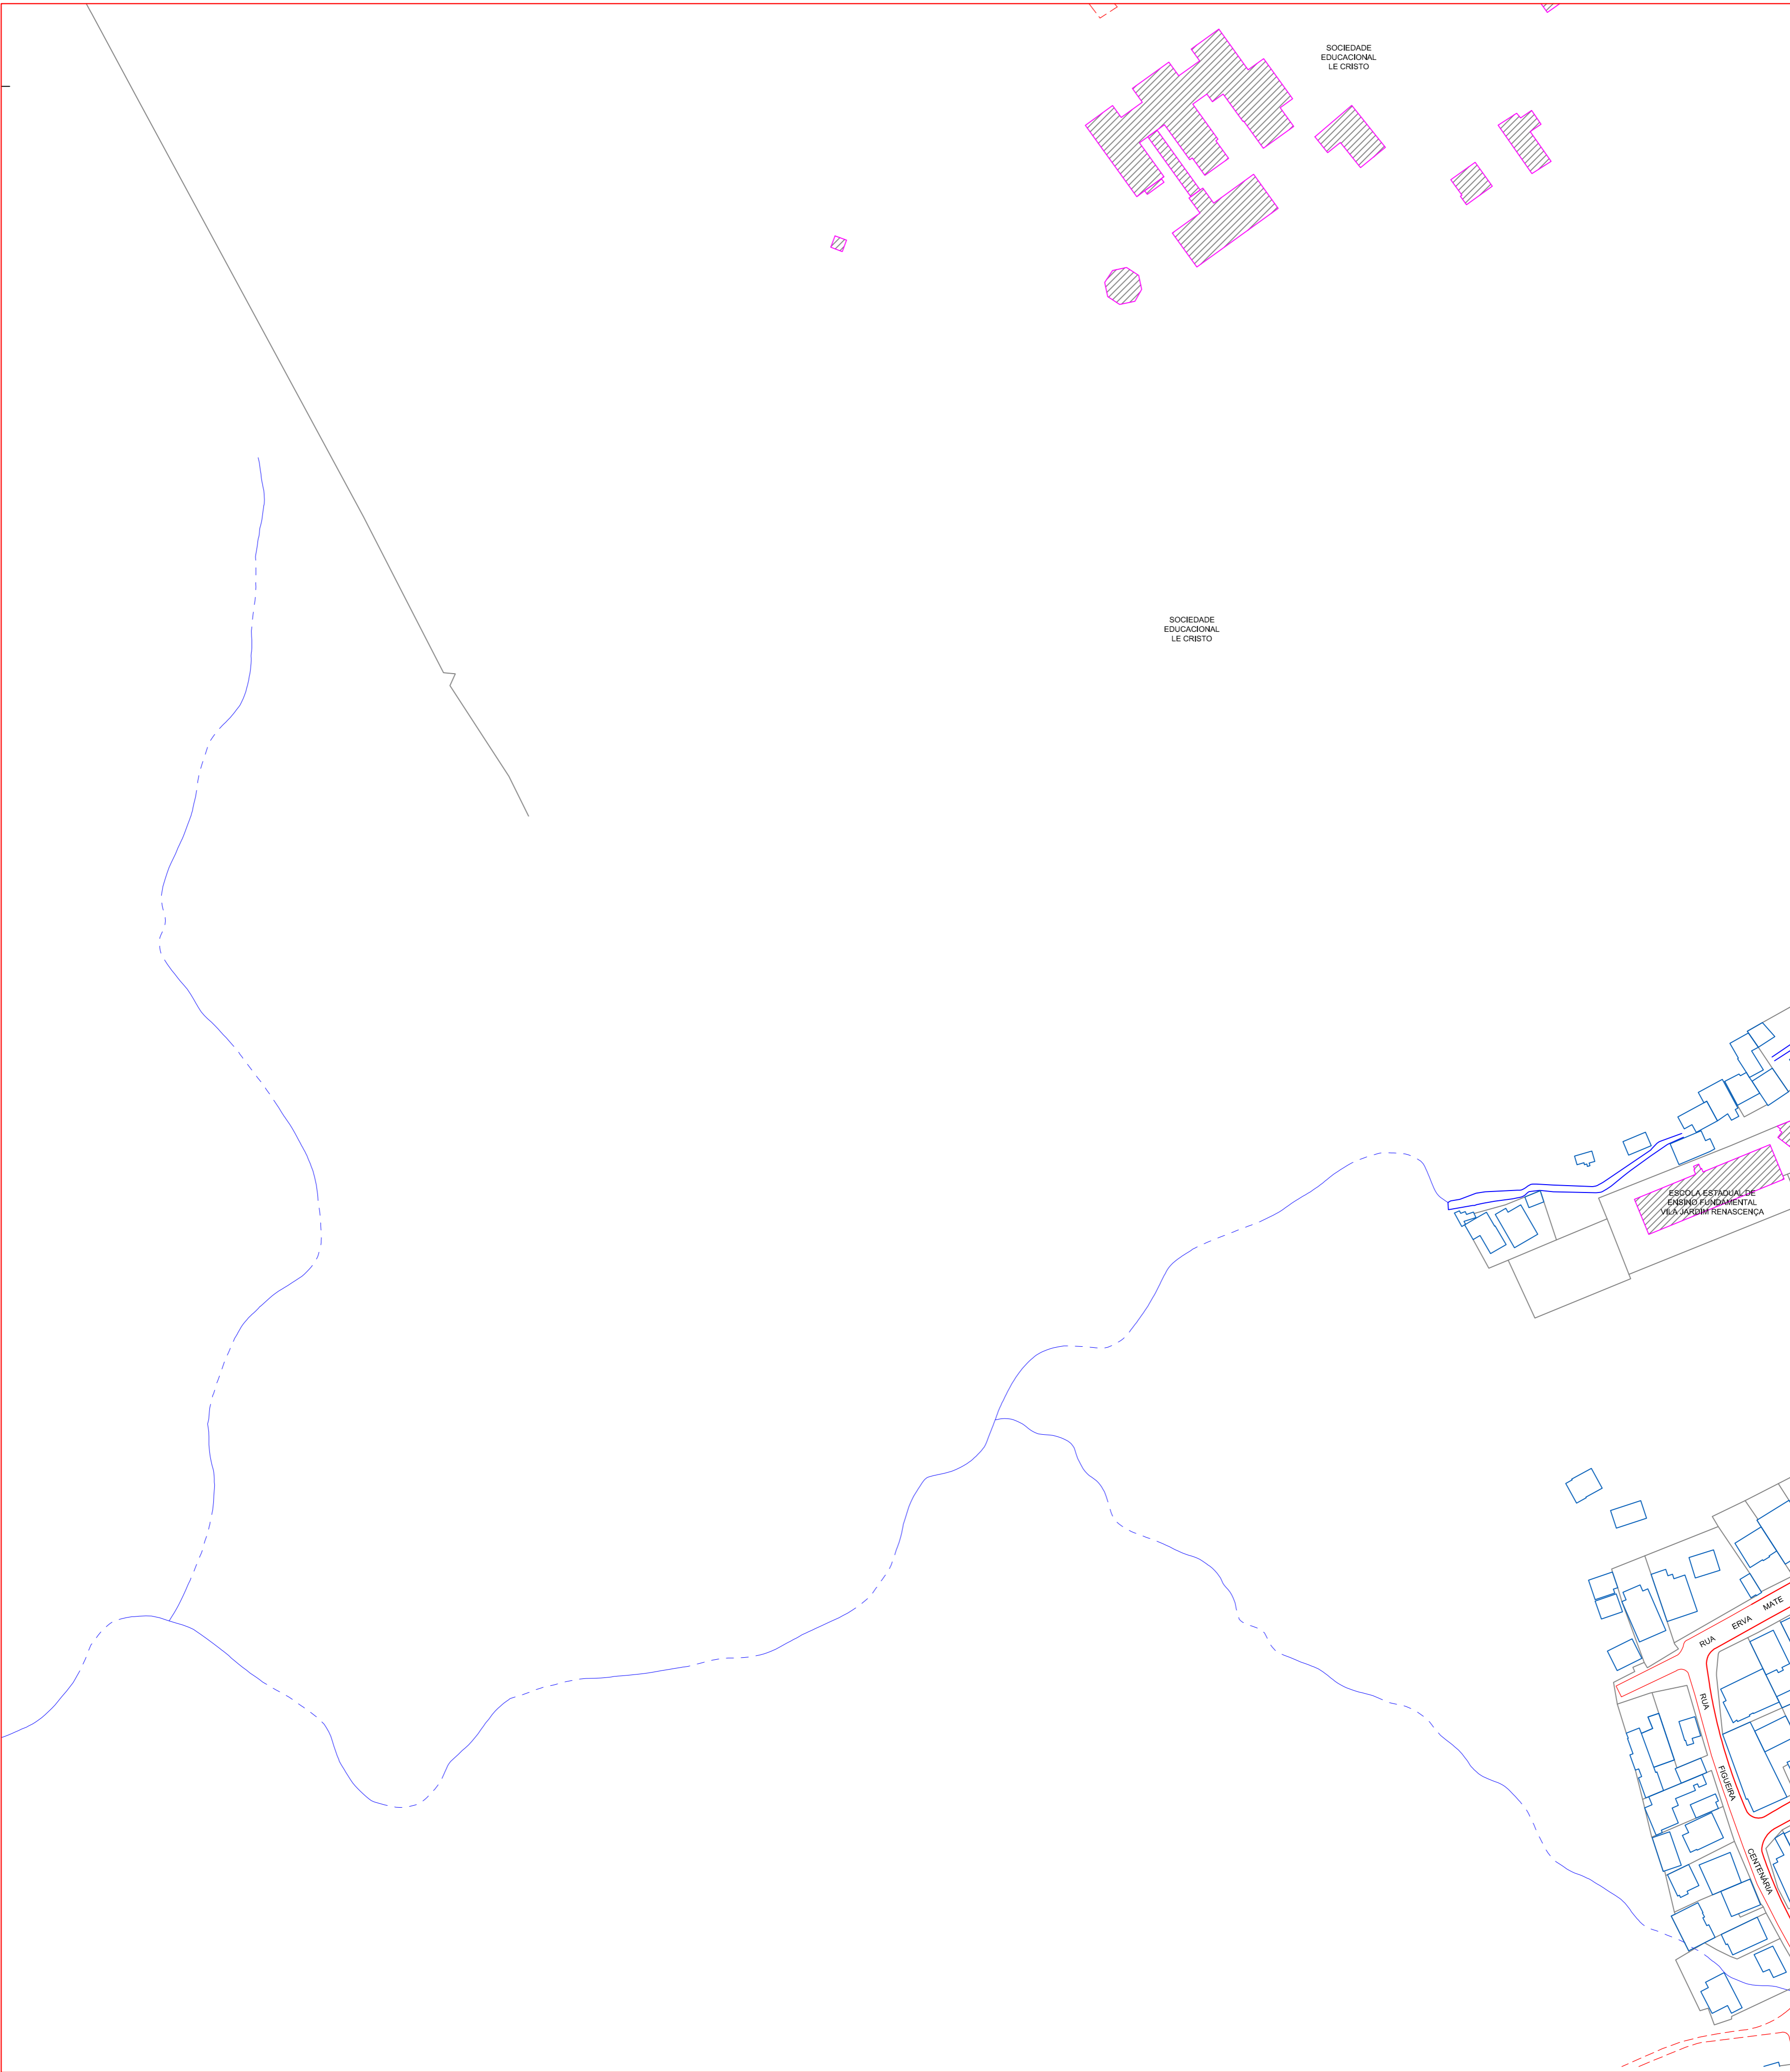 SOCIEDADE
EDUCACIONAL
LE CRISTO
SOCIEDADE
EDUCACIONAL
LE CRISTO
ESCOLA ESTADUAL DE
ENSINO FUNDAMENTAL
VILA JARDIM RENASCENÇA
RUA ERVA MATE
RUA FIGUEIRA CENTENÁRIA